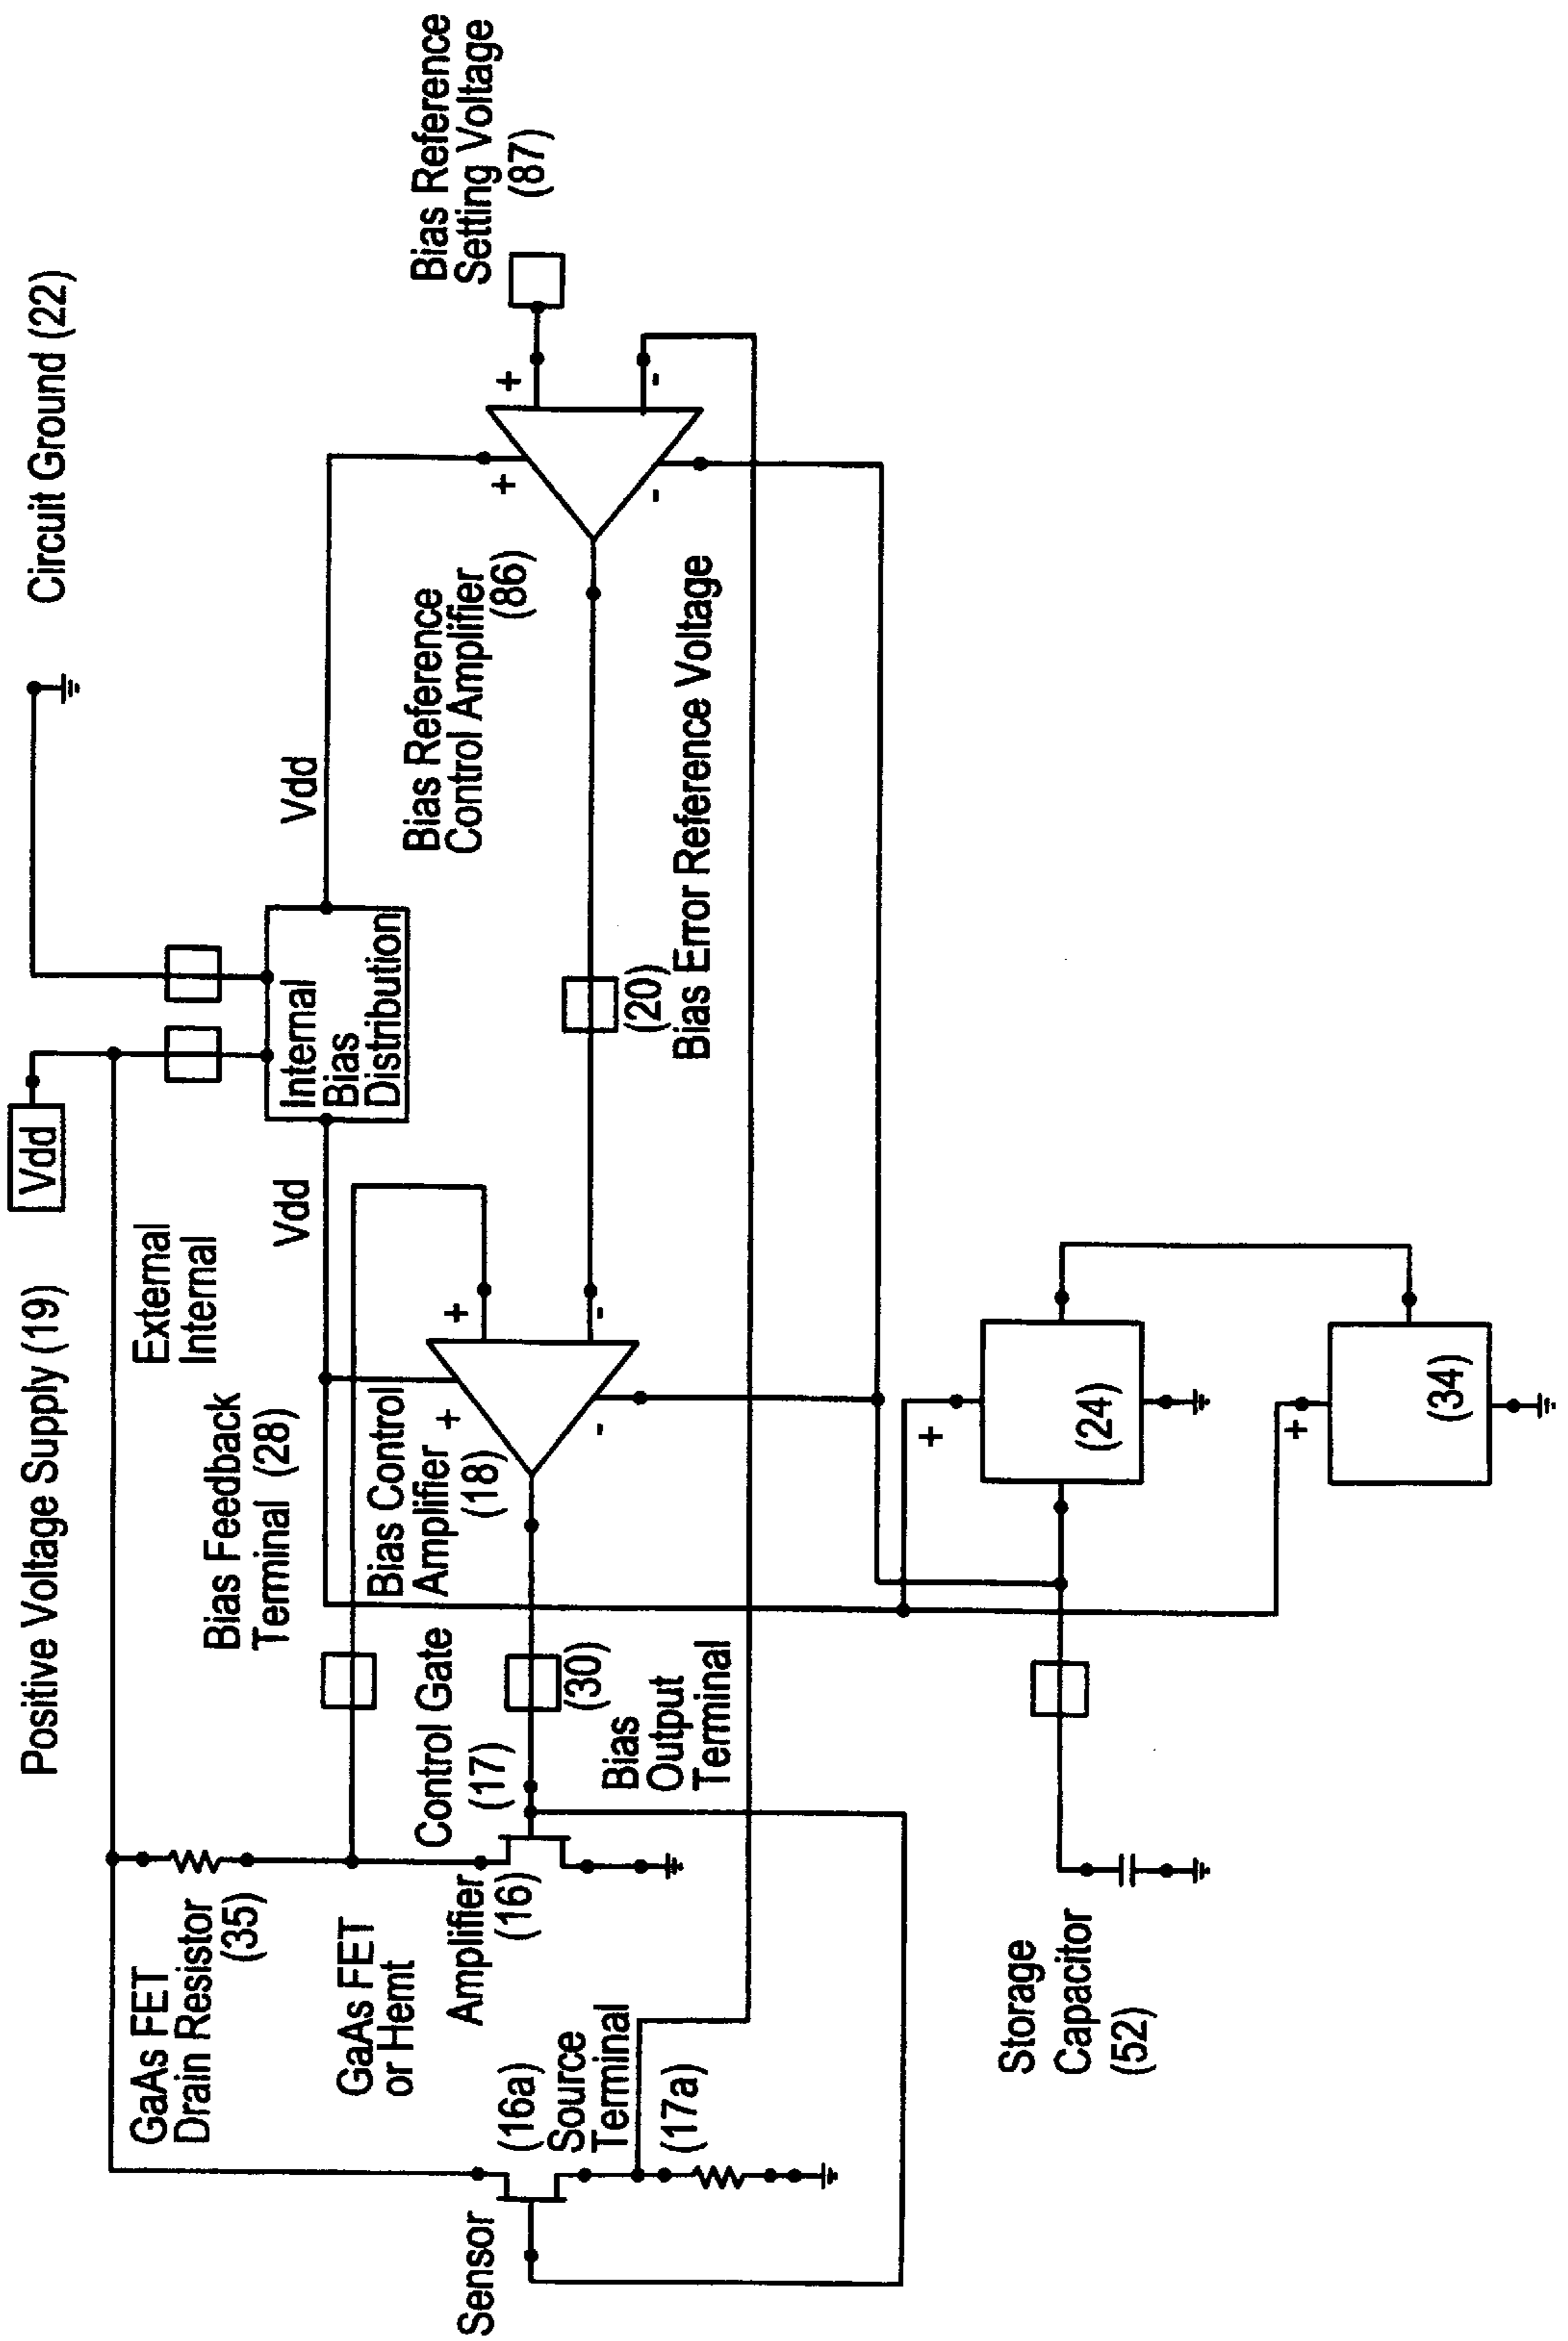 Positive Voltage Supply (19)
Vdd
Circuit Ground (22)
External
Internal
GaAs FET
Drain Resistor
(35)
Bias Feedback
Terminal (28)
Vdd
Internal
Bias
Distribution
Vdd
GaAs FET
or Hemt
Amplifier
(16)
Control Gate
(17)
Bias Control
Amplifier
(18)
+
+
-
-
Bias Reference
Control Amplifier
(86)
+
+
-
-
Bias Reference
Setting Voltage
(87)
Sensor
(16a)
Source
Terminal
(17a)
(30)
Bias
Output
Terminal
(20)
Bias Error Reference Voltage
Storage
Capacitor
(52)
+
(24)
+
(34)